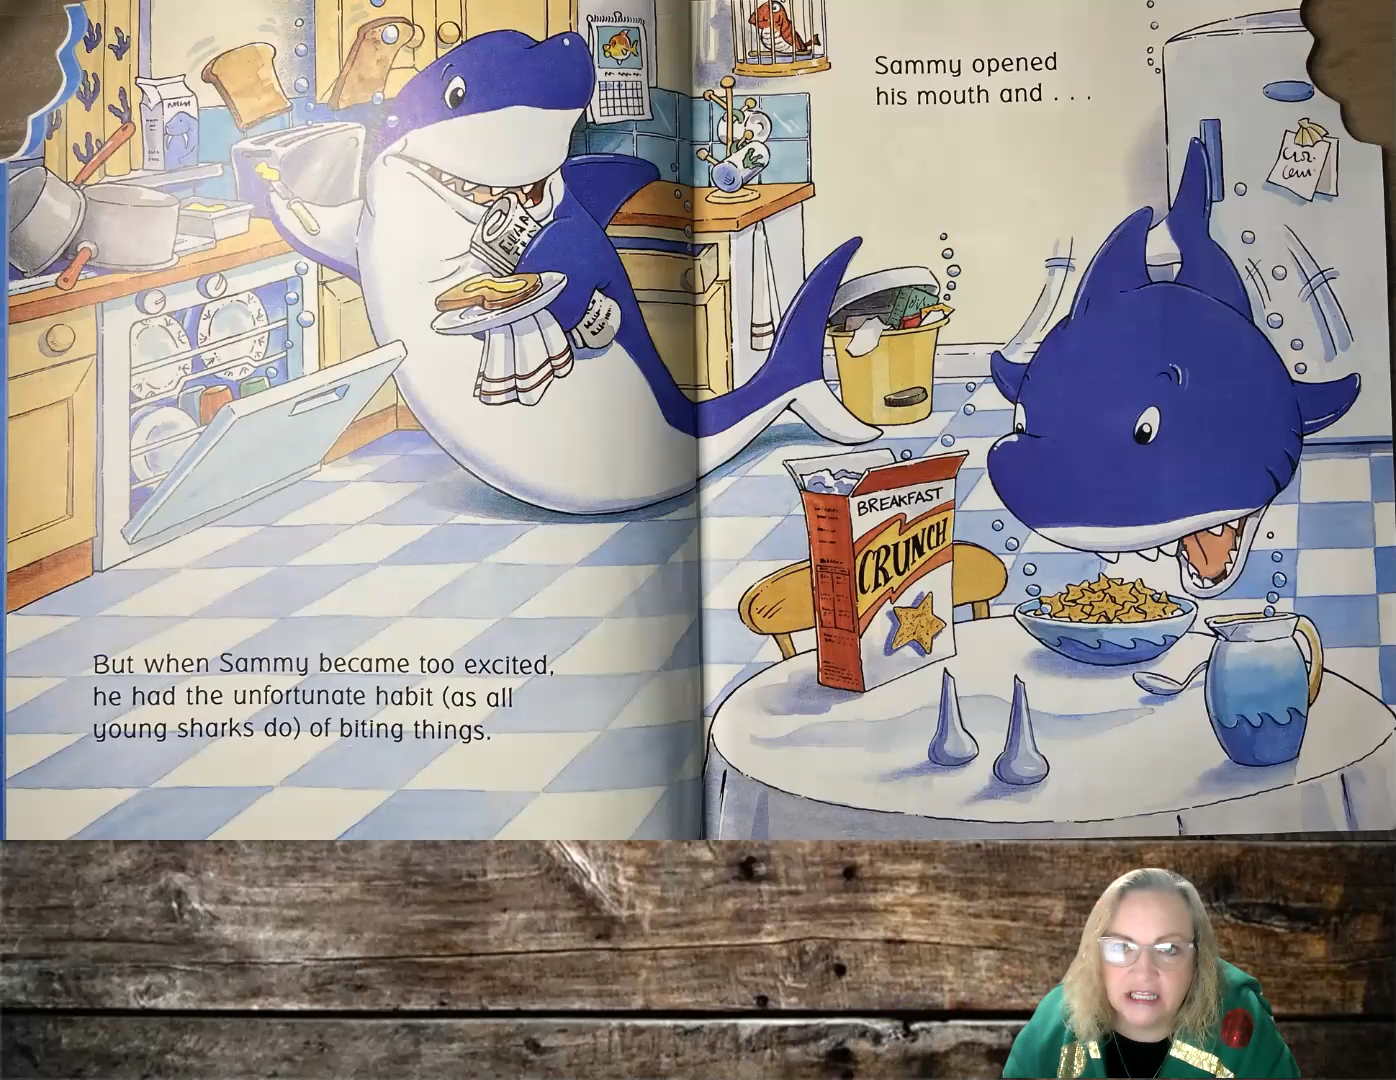 Sammy opened
his mouth and . . .
BREAKFAST
CRUNCH
But when Sammy became too excited,
he had the unfortunate habit (as all
young sharks do) of biting things.